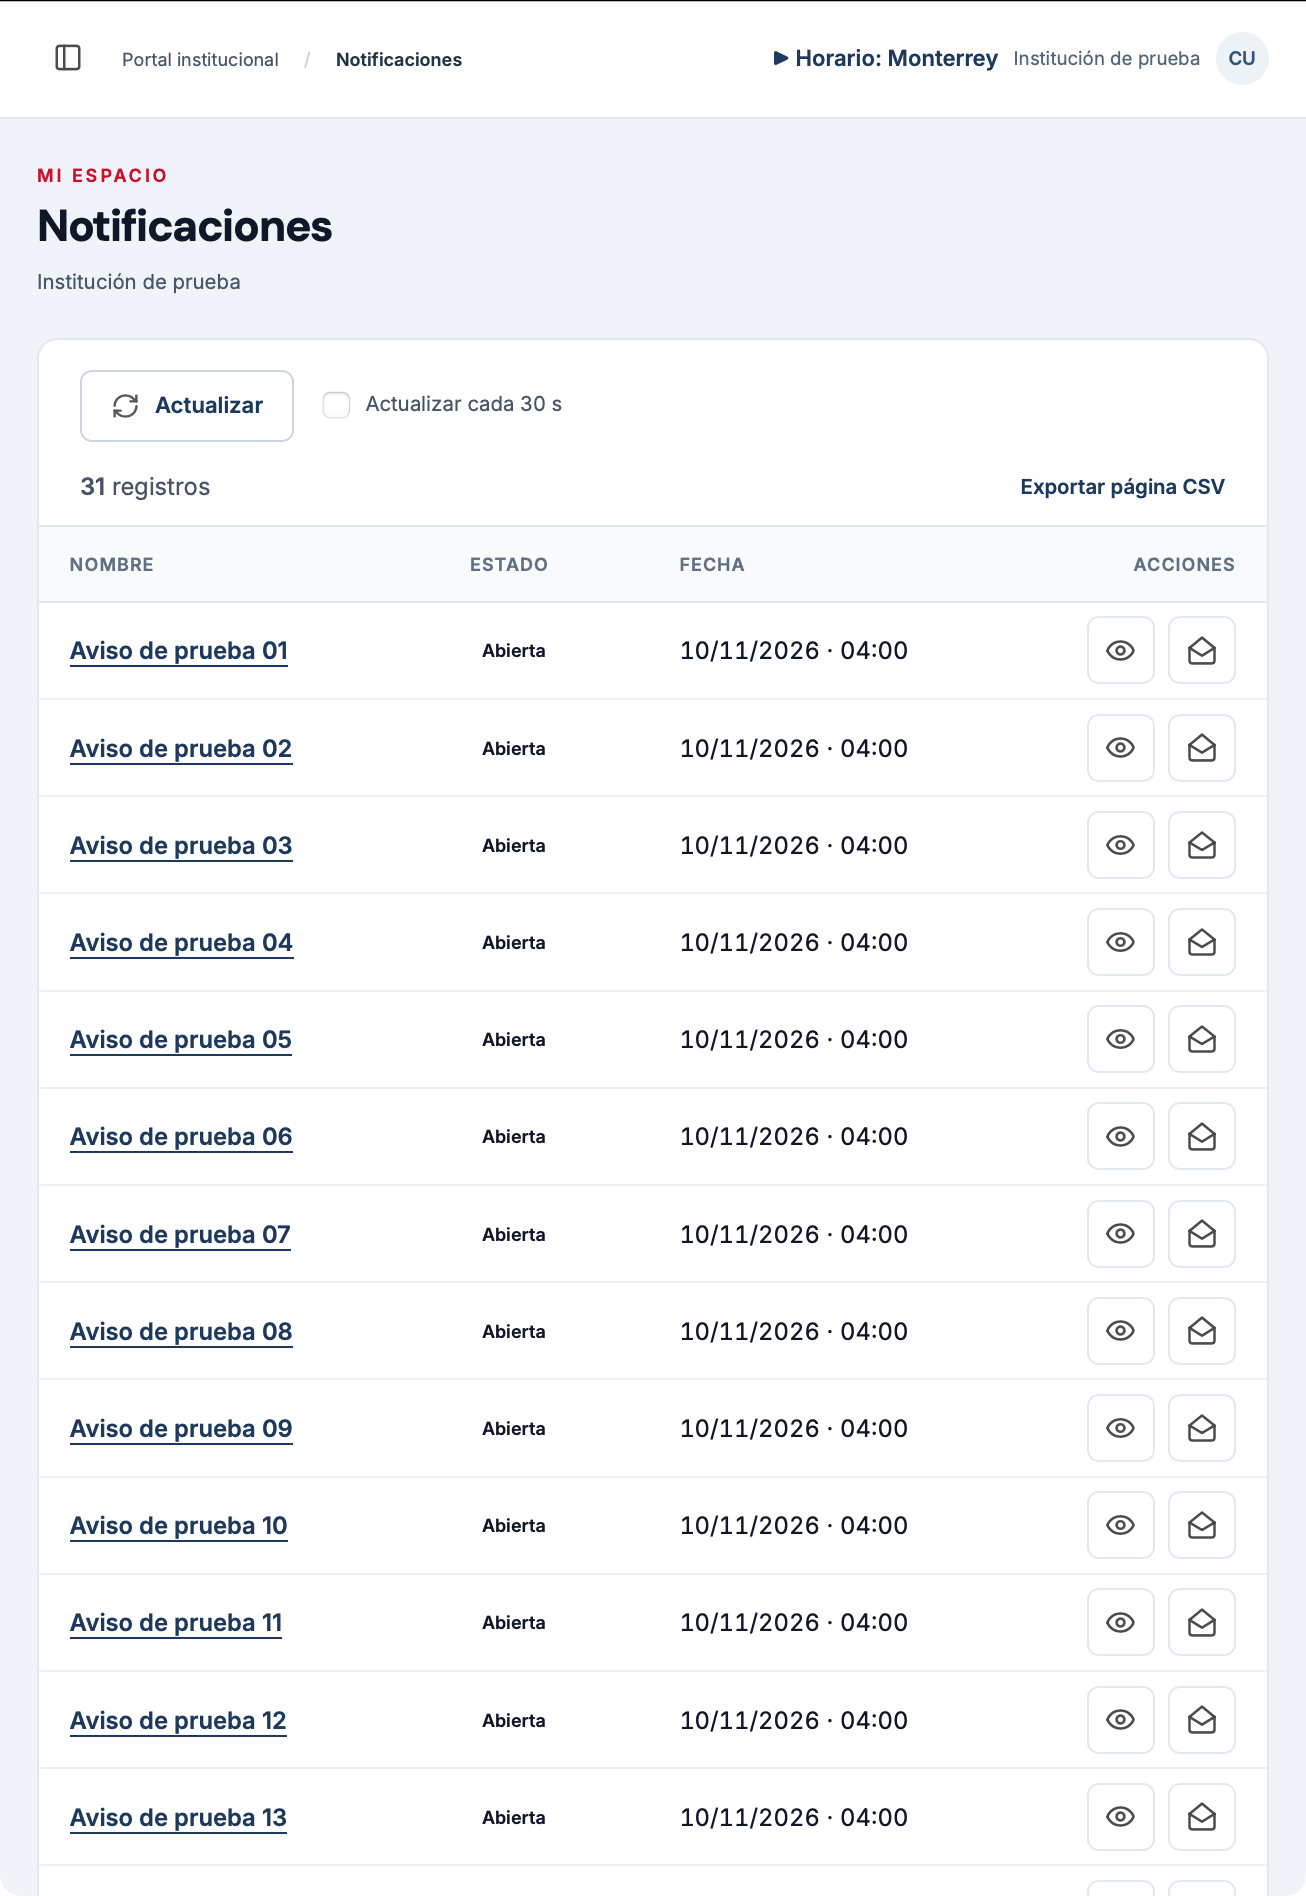 Portal institucional / Notificaciones
Horario: Monterrey Institución de prueba CU
MI ESPACIO
Notificaciones
Institución de prueba
Actualizar Actualizar cada 30 s
31 registros Exportar página CSV
NOMBRE ESTADO FECHA ACCIONES
Aviso de prueba 01 Abierta 10/11/2026 · 04:00
Aviso de prueba 02 Abierta 10/11/2026 · 04:00
Aviso de prueba 03 Abierta 10/11/2026 · 04:00
Aviso de prueba 04 Abierta 10/11/2026 · 04:00
Aviso de prueba 05 Abierta 10/11/2026 · 04:00
Aviso de prueba 06 Abierta 10/11/2026 · 04:00
Aviso de prueba 07 Abierta 10/11/2026 · 04:00
Aviso de prueba 08 Abierta 10/11/2026 · 04:00
Aviso de prueba 09 Abierta 10/11/2026 · 04:00
Aviso de prueba 10 Abierta 10/11/2026 · 04:00
Aviso de prueba 11 Abierta 10/11/2026 · 04:00
Aviso de prueba 12 Abierta 10/11/2026 · 04:00
Aviso de prueba 13 Abierta 10/11/2026 · 04:00